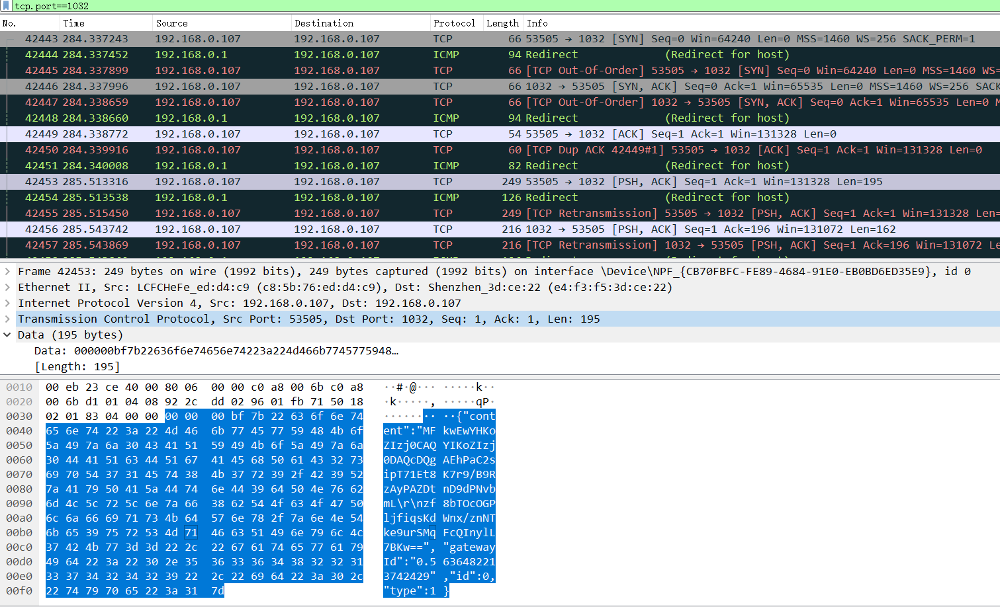 tcp.port==1032
No. Time Source Destination Protocol Length Info
42443 284.337243 192.168.0.107 192.168.0.107 TCP 66 53505 → 1032 [SYN] Seq=0 Win=64240 Len=0 MSS=1460 WS=256 SACK_PERM=1
42444 284.337452 192.168.0.1 192.168.0.107 ICMP 94 Redirect (Redirect for host)
42445 284.337899 192.168.0.107 192.168.0.107 TCP 66 [TCP Out-Of-Order] 53505 → 1032 [SYN] Seq=0 Win=64240 Len=0 MSS=1460 WS=
42446 284.337996 192.168.0.107 192.168.0.107 TCP 66 1032 → 53505 [SYN, ACK] Seq=0 Ack=1 Win=65535 Len=0 MSS=1460 WS=256 SACK
42447 284.338659 192.168.0.107 192.168.0.107 TCP 66 [TCP Out-Of-Order] 1032 → 53505 [SYN, ACK] Seq=0 Ack=1 Win=65535 Len=0 M
42448 284.338660 192.168.0.1 192.168.0.107 ICMP 94 Redirect (Redirect for host)
42449 284.338772 192.168.0.107 192.168.0.107 TCP 54 53505 → 1032 [ACK] Seq=1 Ack=1 Win=131328 Len=0
42450 284.339916 192.168.0.107 192.168.0.107 TCP 60 [TCP Dup ACK 42449#1] 53505 → 1032 [ACK] Seq=1 Ack=1 Win=131328 Len=0
42451 284.340008 192.168.0.1 192.168.0.107 ICMP 82 Redirect (Redirect for host)
42453 285.513316 192.168.0.107 192.168.0.107 TCP 249 53505 → 1032 [PSH, ACK] Seq=1 Ack=1 Win=131328 Len=195
42454 285.513538 192.168.0.1 192.168.0.107 ICMP 126 Redirect (Redirect for host)
42455 285.515450 192.168.0.107 192.168.0.107 TCP 249 [TCP Retransmission] 53505 → 1032 [PSH, ACK] Seq=1 Ack=1 Win=131328 Len=
42456 285.543742 192.168.0.107 192.168.0.107 TCP 216 1032 → 53505 [PSH, ACK] Seq=1 Ack=196 Win=131072 Len=162
42457 285.543869 192.168.0.107 192.168.0.107 TCP 216 [TCP Retransmission] 1032 → 53505 [PSH, ACK] Seq=1 Ack=196 Win=131072 Le
Frame 42453: 249 bytes on wire (1992 bits), 249 bytes captured (1992 bits) on interface \Device\NPF_{CB70FBFC-FE89-4684-91E0-EB0BD6ED35E9}, id 0
Ethernet II, Src: LCFCHeFe_ed:d4:c9 (c8:5b:76:ed:d4:c9), Dst: Shenzhen_3d:ce:22 (e4:f3:f5:3d:ce:22)
Internet Protocol Version 4, Src: 192.168.0.107, Dst: 192.168.0.107
Transmission Control Protocol, Src Port: 53505, Dst Port: 1032, Seq: 1, Ack: 1, Len: 195
Data (195 bytes)
Data: 000000bf7b22636f6e74656e74223a224d466b7745775948…
[Length: 195]
0010 00 eb 23 ce 40 00 80 06 00 00 c0 a8 00 6b c0 a8 ··#·@··· ·····k··
0020 00 6b d1 01 04 08 92 2c dd 02 96 01 fb 71 50 18 ·k·····, ·····qP·
0030 02 01 83 04 00 00 00 00 00 bf 7b 22 63 6f 6e 74 ········ ··{"cont
0040 65 6e 74 22 3a 22 4d 46 6b 77 45 77 59 48 4b 6f ent":"MF kwEwYHKo
0050 5a 49 7a 6a 30 43 41 51 59 49 4b 6f 5a 49 7a 6a ZIzj0CAQ YIKoZIzj
0060 30 44 41 51 63 44 51 67 41 45 68 50 61 43 32 73 0DAQcDQg AEhPaC2s
0070 69 70 54 37 31 45 74 38 4b 37 72 39 2f 42 39 52 ipT71Et8 K7r9/B9R
0080 7a 41 79 50 41 5a 44 74 6e 44 39 64 50 4e 76 62 zAyPAZDt nD9dPNvb
0090 6d 4c 5c 72 5c 6e 7a 66 38 62 54 4f 63 4f 47 50 mL\r\nzf 8bTOcOGP
00a0 6c 6a 66 69 71 73 4b 64 57 6e 78 2f 7a 6e 4e 54 ljfiqsKd Wnx/znNT
00b0 6b 65 39 75 72 53 4d 71 46 63 51 49 6e 79 6c 4c ke9urSMq FcQInylL
00c0 37 42 4b 77 3d 3d 22 2c 22 67 61 74 65 77 61 79 7BKw==", "gateway
00d0 49 64 22 3a 22 30 2e 35 36 33 36 34 38 32 32 31 Id":"0.5 63648221
00e0 33 37 34 32 34 32 39 22 2c 22 69 64 22 3a 30 2c 3742429" ,"id":0,
00f0 22 74 79 70 65 22 3a 31 7d "type":1 }